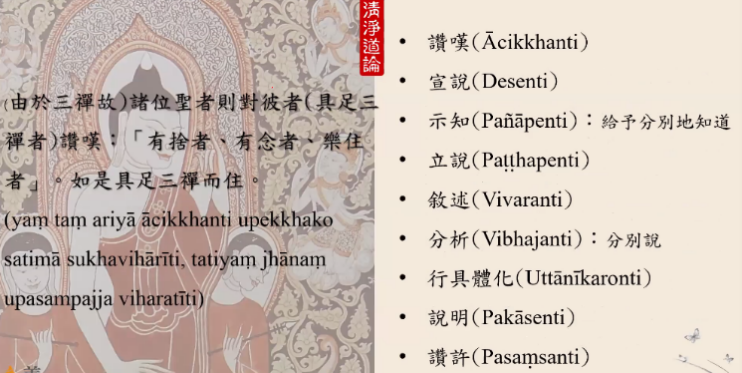 清淨道論
(由於三禪故)諸位聖者則對彼者(具足三
禪者)讚嘆：「有捨者、有念者、樂住
者」。如是具足三禪而住。
(yaṃ taṃ ariyā ācikkhanti upekkhako
satimā sukhavihārīti, tatiyaṃ jhānaṃ
upasampajja viharatīti)
• 讚嘆(Ācikkhanti)
• 宣說(Desenti)
• 示知(Pañāpenti)：給予分別地知道
• 立說(Paṭṭhapenti)
• 敘述(Vivaranti)
• 分析(Vibhajanti)：分別說
• 行具體化(Uttānīkaronti)
• 說明(Pakāsenti)
• 讚許(Pasaṃsanti)